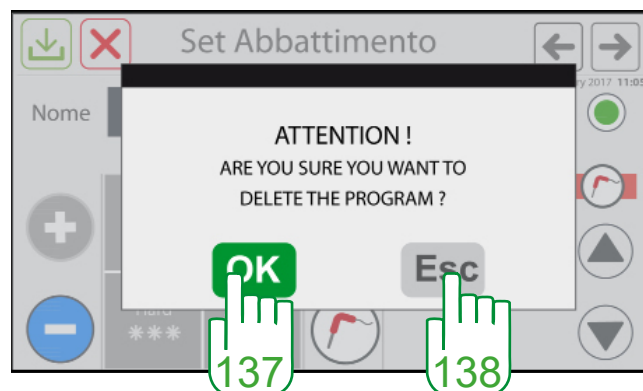 Set Abbattimento
ry 2017 11:05
Nome
ATTENTION !
ARE YOU SURE YOU WANT TO
DELETE THE PROGRAM ?
OK
Esc
Hard
***
137
138